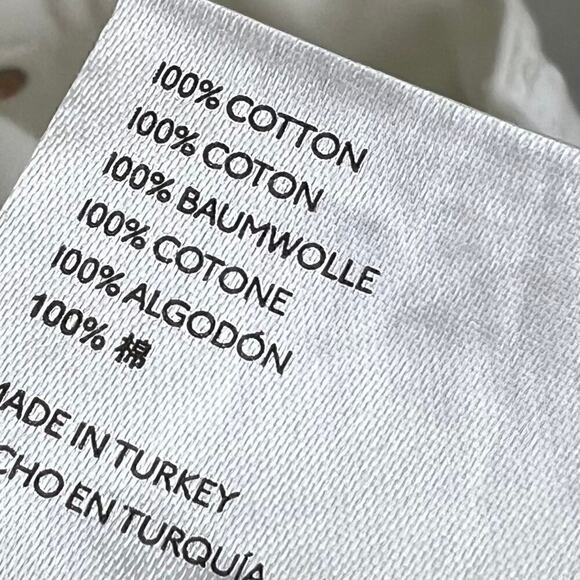 100% COTTON
100% COTON
100% BAUMWOLLE
100% COTONE
100% ALGODÓN
100% 棉
MADE IN TURKEY
CHO EN TURQUÍA